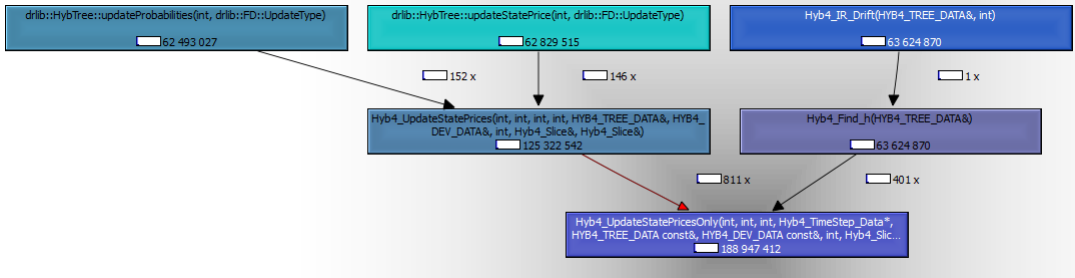 drlib::HybTree::updateProbabilities(int, drlib::FD::UpdateType)
62 493 027
drlib::HybTree::updateStatePrice(int, drlib::FD::UpdateType)
62 829 515
Hyb4_IR_Drift(HYB4_TREE_DATA&, int)
63 624 870
152 x
146 x
1 x
Hyb4_UpdateStatePrices(int, int, int, int, HYB4_TREE_DATA&, HYB4_
DEV_DATA&, int, Hyb4_Slice&, Hyb4_Slice&)
125 322 542
Hyb4_Find_h(HYB4_TREE_DATA&)
63 624 870
811 x
401 x
Hyb4_UpdateStatePricesOnly(int, int, int, Hyb4_TimeStep_Data*,
HYB4_TREE_DATA const&, HYB4_DEV_DATA const&, int, Hyb4_Slic...
188 947 412